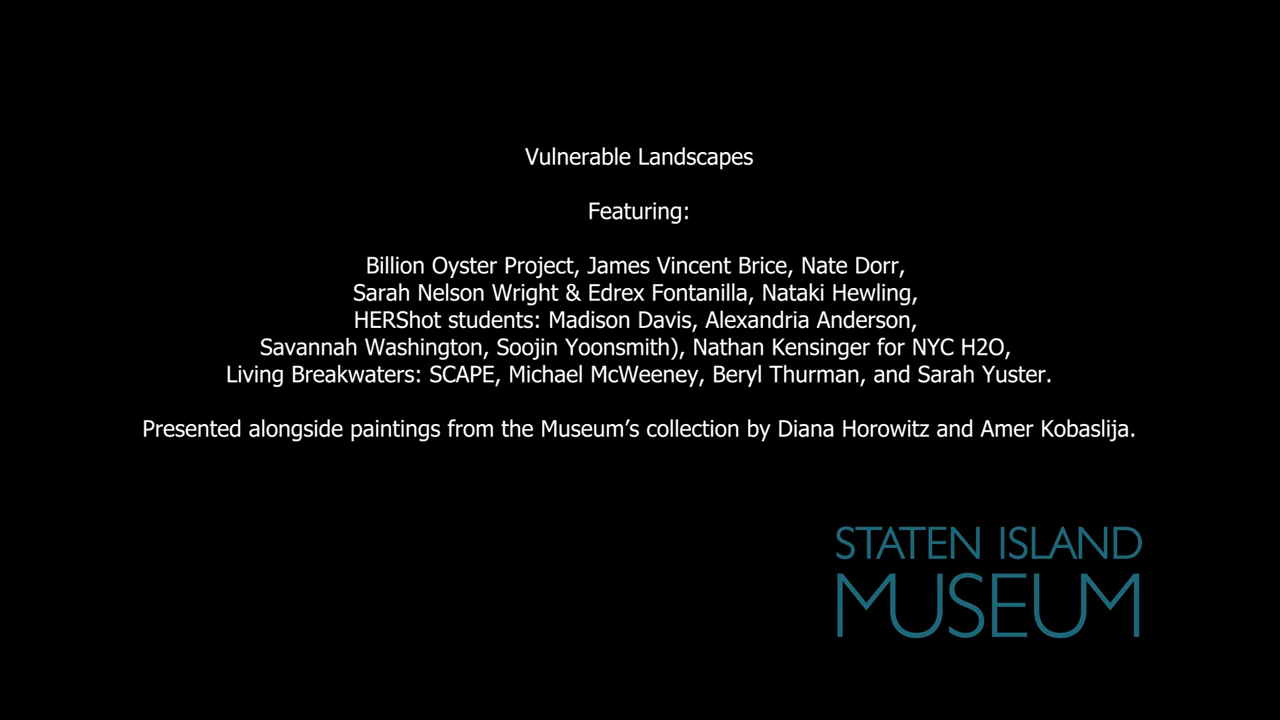 Vulnerable Landscapes
Featuring:
Billion Oyster Project, James Vincent Brice, Nate Dorr,
Sarah Nelson Wright & Edrex Fontanilla, Nataki Hewling,
HERShot students: Madison Davis, Alexandria Anderson,
Savannah Washington, Soojin Yoonsmith), Nathan Kensinger for NYC H2O,
Living Breakwaters: SCAPE, Michael McWeeney, Beryl Thurman, and Sarah Yuster.
Presented alongside paintings from the Museum’s collection by Diana Horowitz and Amer Kobaslija.
STATEN ISLAND
MUSEUM